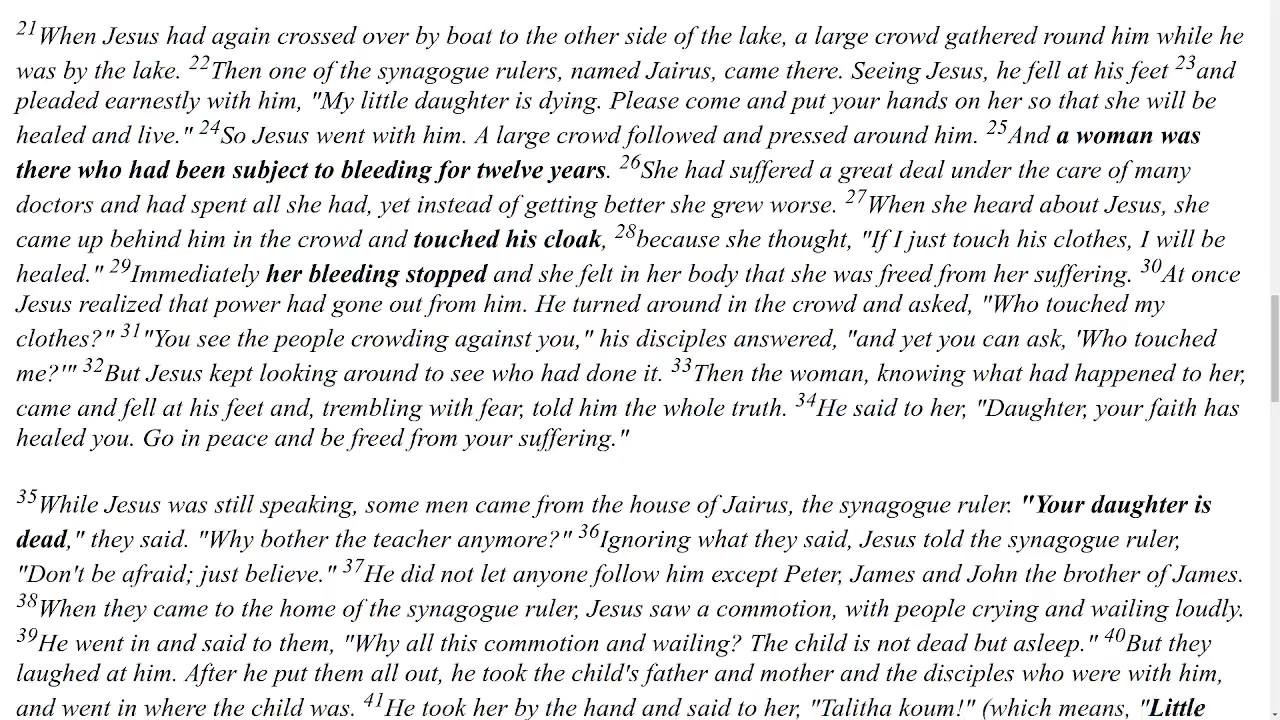 21When Jesus had again crossed over by boat to the other side of the lake, a large crowd gathered round him while he
was by the lake. 22Then one of the synagogue rulers, named Jairus, came there. Seeing Jesus, he fell at his feet 23and
pleaded earnestly with him, "My little daughter is dying. Please come and put your hands on her so that she will be
healed and live." 24So Jesus went with him. A large crowd followed and pressed around him. 25And a woman was
there who had been subject to bleeding for twelve years. 26She had suffered a great deal under the care of many
doctors and had spent all she had, yet instead of getting better she grew worse. 27When she heard about Jesus, she
came up behind him in the crowd and touched his cloak, 28because she thought, "If I just touch his clothes, I will be
healed." 29Immediately her bleeding stopped and she felt in her body that she was freed from her suffering. 30At once
Jesus realized that power had gone out from him. He turned around in the crowd and asked, "Who touched my
clothes?" 31"You see the people crowding against you," his disciples answered, "and yet you can ask, 'Who touched
me?'" 32But Jesus kept looking around to see who had done it. 33Then the woman, knowing what had happened to her,
came and fell at his feet and, trembling with fear, told him the whole truth. 34He said to her, "Daughter, your faith has
healed you. Go in peace and be freed from your suffering."
35While Jesus was still speaking, some men came from the house of Jairus, the synagogue ruler. "Your daughter is
dead," they said. "Why bother the teacher anymore?" 36Ignoring what they said, Jesus told the synagogue ruler,
"Don't be afraid; just believe." 37He did not let anyone follow him except Peter, James and John the brother of James.
38When they came to the home of the synagogue ruler, Jesus saw a commotion, with people crying and wailing loudly.
39He went in and said to them, "Why all this commotion and wailing? The child is not dead but asleep." 40But they
laughed at him. After he put them all out, he took the child's father and mother and the disciples who were with him,
and went in where the child was. 41He took her by the hand and said to her, "Talitha koum!" (which means, "Little